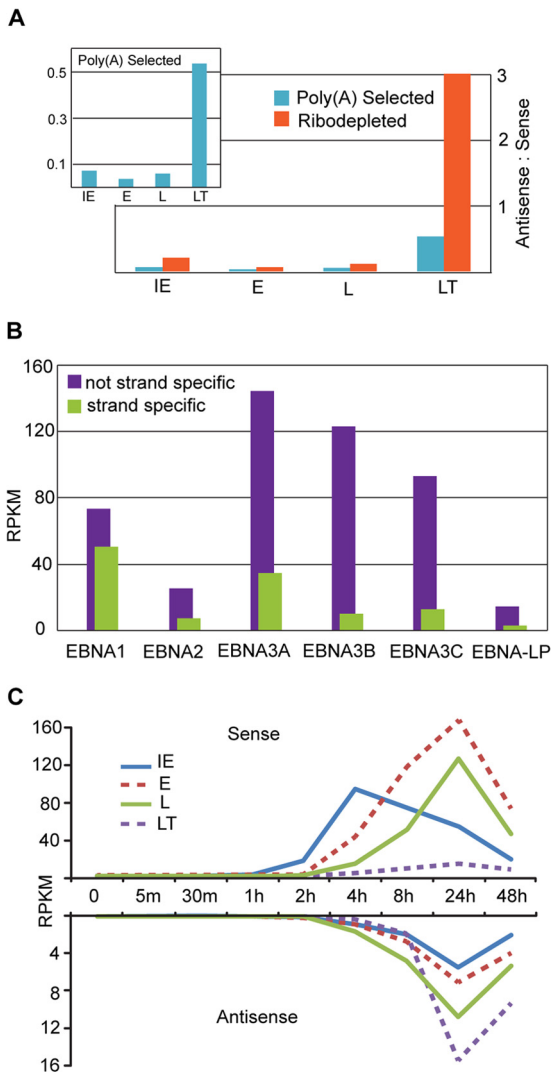 A
Poly(A) Selected
0.5
0.3
0.1
IE E L LT
Poly(A) Selected
Ribodepleted
3
2
1
Antisense : Sense
IE E L LT
B
160
120
80
40
0
RPKM
not strand specific
strand specific
EBNA1 EBNA2 EBNA3A EBNA3B EBNA3C EBNA-LP
C
160
120
80
40
Sense
IE
E
L
LT
0 5m 30m 1h 2h 4h 8h 24h 48h
RPKM
4
8
12
16
Antisense